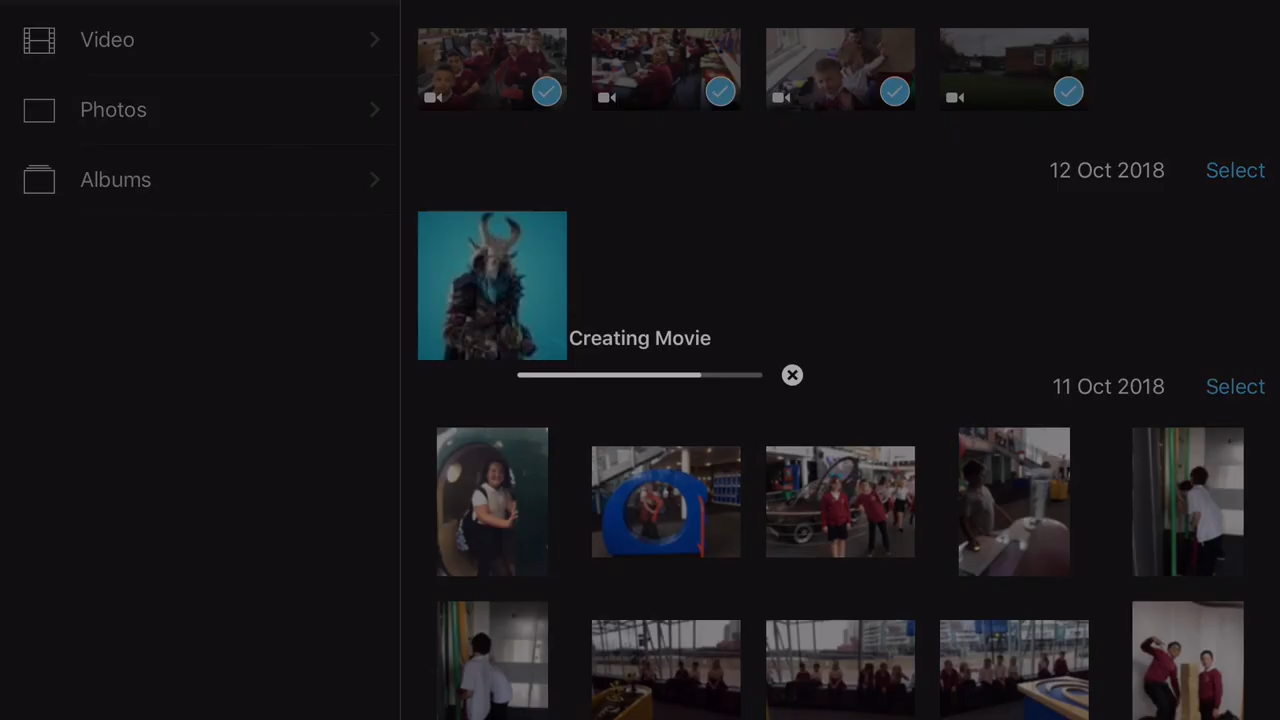 Video
Photos
Albums
12 Oct 2018 Select
Creating Movie
11 Oct 2018 Select